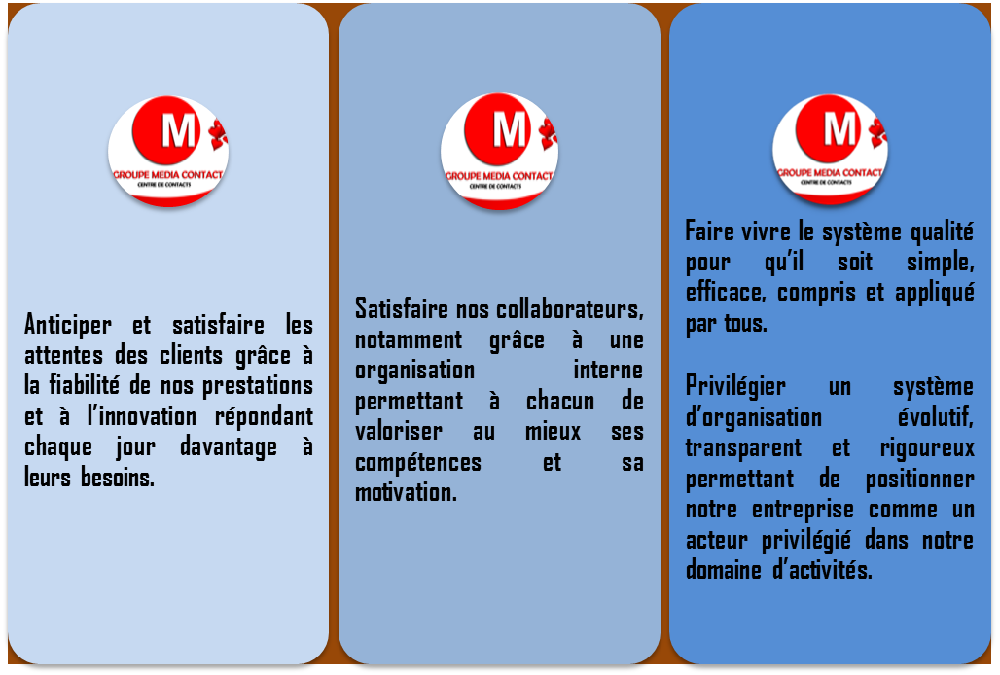 M
GROUPE MEDIA CONTACT
CENTRE DE CONTACTS
Anticiper et satisfaire les
attentes des clients grâce à
la fiabilité de nos prestations
et à l’innovation répondant
chaque jour davantage à
leurs besoins.
M
GROUPE MEDIA CONTACT
CENTRE DE CONTACTS
Satisfaire nos collaborateurs,
notamment grâce à une
organisation interne
permettant à chacun de
valoriser au mieux ses
compétences et sa
motivation.
M
GROUPE MEDIA CONTACT
CENTRE DE CONTACTS
Faire vivre le système qualité
pour qu’il soit simple,
efficace, compris et appliqué
par tous.
Privilégier un système
d’organisation évolutif,
transparent et rigoureux
permettant de positionner
notre entreprise comme un
acteur privilégié dans notre
domaine d’activités.